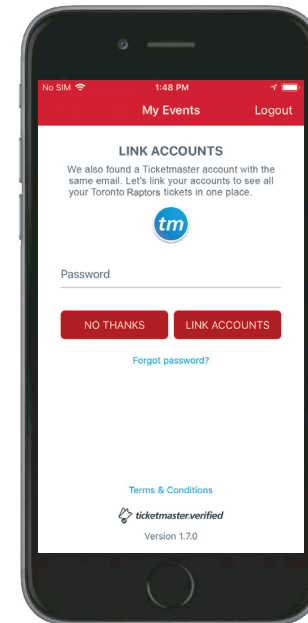 No SIM 1:48 PM
My Events Logout
LINK ACCOUNTS
We also found a Ticketmaster account with the
same email. Let's link your accounts to see all
your Toronto Raptors tickets in one place.
tm
Password
NO THANKS LINK ACCOUNTS
Forgot password?
Terms & Conditions
ticketmaster.verified
Version 1.7.0